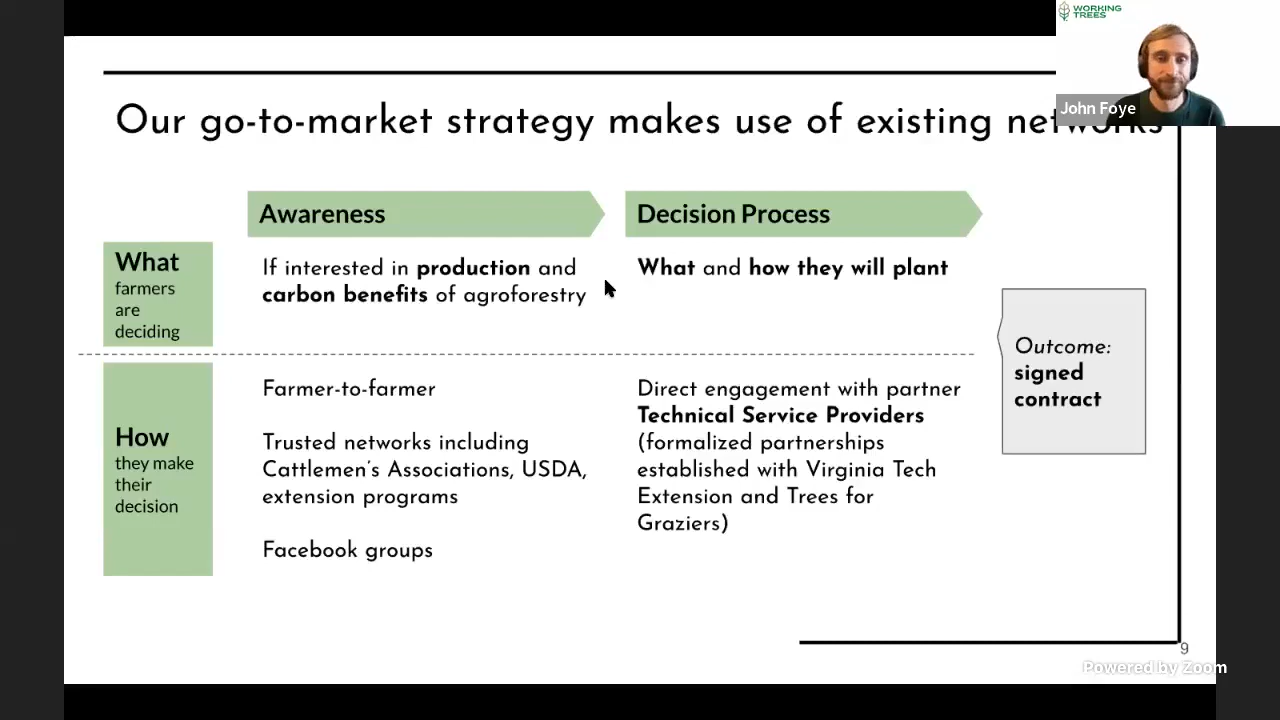 WORKING
TREES
John Foye
Our go-to-market strategy makes use of existing networks
Awareness
Decision Process
What
farmers
are
deciding
If interested in production and
carbon benefits of agroforestry
What and how they will plant
Outcome:
signed
contract
How
they make
their
decision
Farmer-to-farmer
Trusted networks including
Cattlemen's Associations, USDA,
extension programs
Facebook groups
Direct engagement with partner
Technical Service Providers
(formalized partnerships
established with Virginia Tech
Extension and Trees for
Graziers)
9
Powered by Zoom